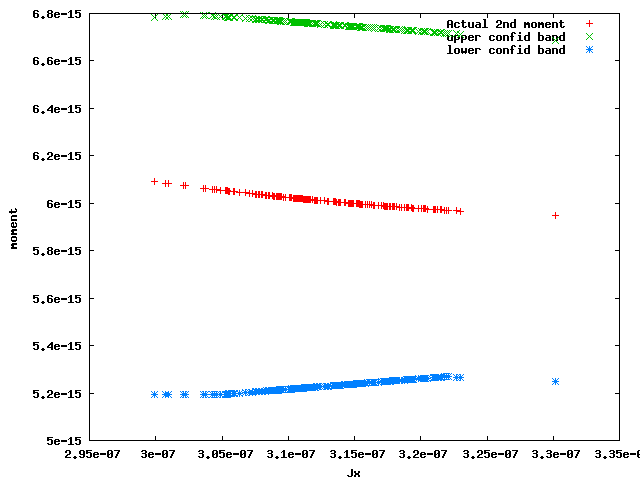 6.8e-15
Actual 2nd moment
upper confid band
lower confid band
6.6e-15
6.4e-15
6.2e-15
6e-15
moment
5.8e-15
5.6e-15
5.4e-15
5.2e-15
5e-15
2.95e-07 3e-07 3.05e-07 3.1e-07 3.15e-07 3.2e-07 3.25e-07 3.3e-07 3.35e-0
Jx